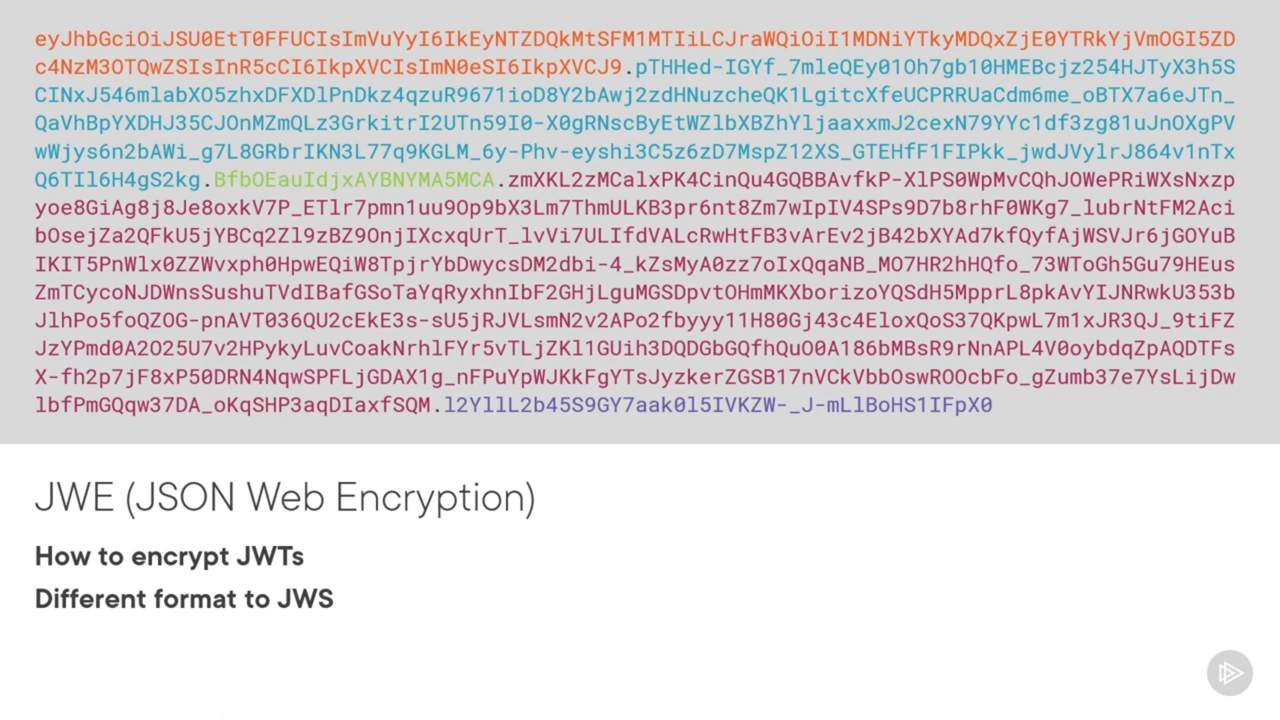 eyJhbGciOiJSU0EtT0FFUCIsImVuYyI6IkEyNTZDQkMtSFM1MTIiLCJraWQiOiI1MDNiYTkyMDQxZjE0YTRkYjVmOGI5ZD
c4NzM3OTQwZSIsInR5cCI6IkpXVCIsImN0eSI6IkpXVCJ9.pTHHed-IGYf_7mleQEy01Oh7gb10HMEBcjz254HJTyX3h5S
CINxJ546mlabXO5zhxDFXDlPnDkz4qzuR9671ioD8Y2bAwj2zdHNuzcheQK1LgitcXfeUCPRRUaCdm6me_oBTX7a6eJTn_
QaVhBpYXDHJ35CJOnMZmQLz3GrkitrI2UTn59I0-X0gRNscByEtWZlbXBZhYljaaxxmJ2cexN79YYc1df3zg81uJnOXgPV
wWjys6n2bAWi_g7L8GRbrIKN3L77q9KGLM_6y-Phv-eyshi3C5z6zD7MspZ12XS_GTEHfF1FIPkk_jwdJVylrJ864v1nTx
Q6TIl6H4gS2kg.BfbOEauIdjxAYBNYMA5MCA.zmXKL2zMCalxPK4CinQu4GQBBAvfkP-XlPS0WpMvCQhJOWePRiWXsNxzp
yoe8GiAg8j8Je8oxkV7P_ETlr7pmn1uu9Op9bX3Lm7ThmULKB3pr6nt8Zm7wIpIV4SPs9D7b8rhF0WKg7_lubrNtFM2Aci
bOsejZa2QFkU5jYBCq2Zl9zBZ9OnjIXcxqUrT_lvVi7ULIfdVALcRwHtFB3vArEv2jB42bXYAd7kfQyfAjWSVJr6jGOYuB
IKIT5PnWlx0ZZWvxph0HpwEQiW8TpjrYbDwycsDM2dbi-4_kZsMyA0zz7oIxQqaNB_MO7HR2hHQfo_73WToGh5Gu79HEus
ZmTCycoNJDWnsSushuTVdIBafGSoTaYqRyxhnIbF2GHjLguMGSDpvtOHmMKXborizoYQSdH5MpprL8pkAvYIJNRwkU353b
JlhPo5foQZOG-pnAVT036QU2cEkE3s-sU5jRJVLsmN2v2APo2fbyyy11H80Gj43c4EloxQoS37QKpwL7m1xJR3QJ_9tiFZ
JzYPmd0A2O25U7v2HPykyLuvCoakNrhlFYr5vTLjZKl1GUih3DQDGbGQfhQuO0A186bMBsR9rNnAPL4V0oybdqZpAQDTFs
X-fh2p7jF8xP50DRN4NqwSPFLjGDAX1g_nFPuYpWJKkFgYTsJyzkerZGSB17nVCkVbbOswROOcbFo_gZumb37e7YsLijDw
lbfPmGQqw37DA_oKqSHP3aqDIaxfSQM.l2YllL2b45S9GY7aak0l5IVKZW-_J-mLlBoHS1IFpX0
JWE (JSON Web Encryption)
How to encrypt JWTs
Different format to JWS